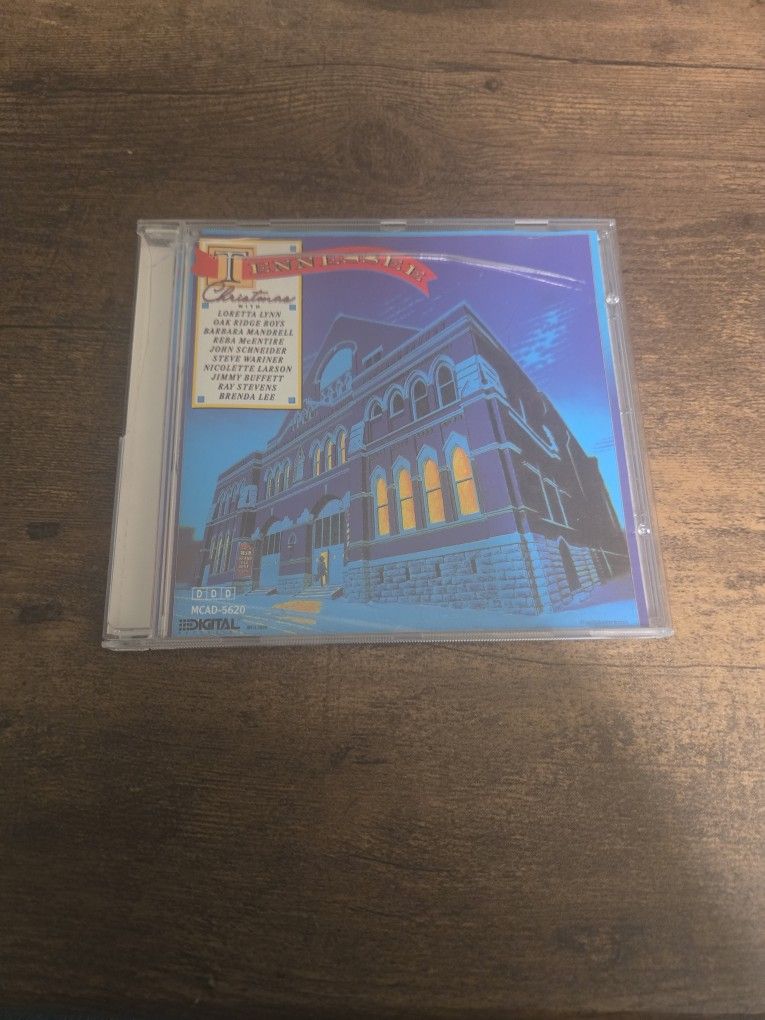 TENNESSEE
Christmas
WITH
LORETTA LYNN
OAK RIDGE BOYS
BARBARA MANDRELL
REBA McENTIRE
JOHN SCHNEIDER
STEVE WARINER
NICOLETTE LARSON
JIMMY BUFFETT
RAY STEVENS
BRENDA LEE
D D D
MCAD-5620
DIGITAL